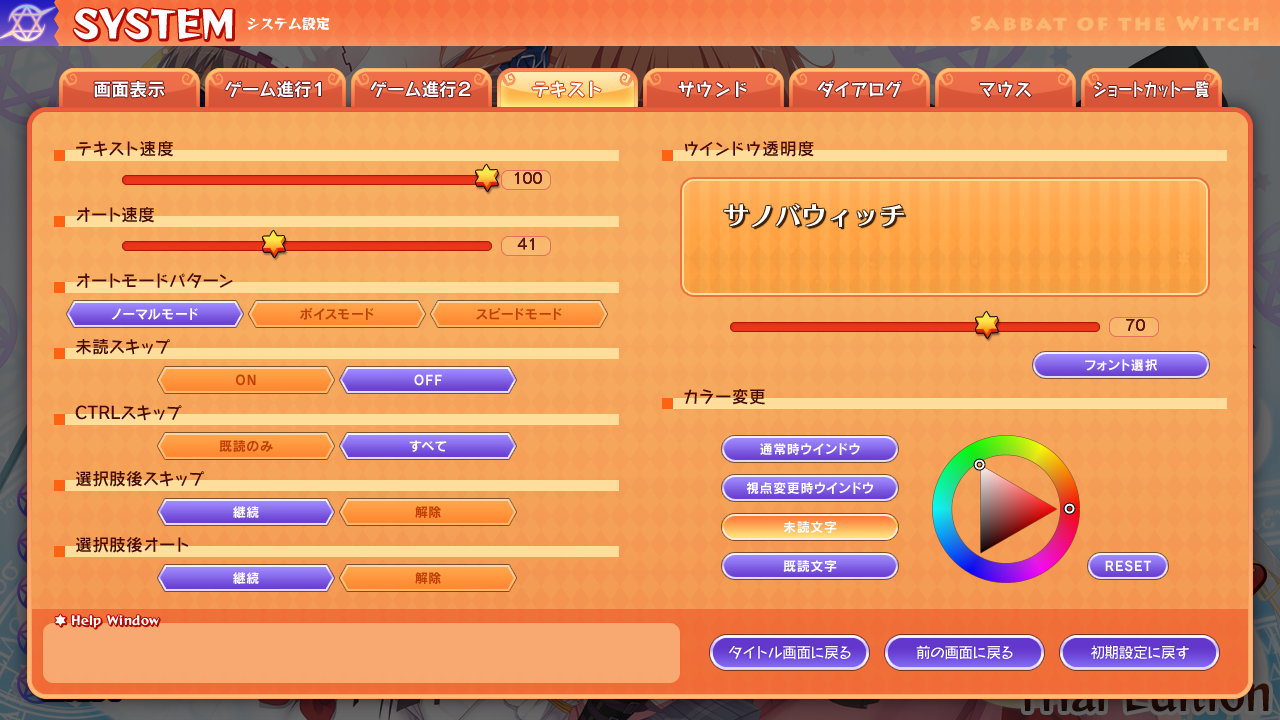 SYSTEM システム設定
SABBAT OF THE WITCH
画面表示
ゲーム進行1
ゲーム進行2
テキスト
サウンド
ダイアログ
マウス
ショートカット一覧
テキスト速度
100
オート速度
41
オートモードパターン
ノーマルモード
ボイスモード
スピードモード
未読スキップ
ON
OFF
CTRLスキップ
既読のみ
すべて
選択肢後スキップ
継続
解除
選択肢後オート
継続
解除
ウインドウ透明度
サノバウィッチ
70
フォント選択
カラー変更
通常時ウインドウ
視点変更時ウインドウ
未読文字
既読文字
RESET
Help Window
タイトル画面に戻る
前の画面に戻る
初期設定に戻す
Trial Edition